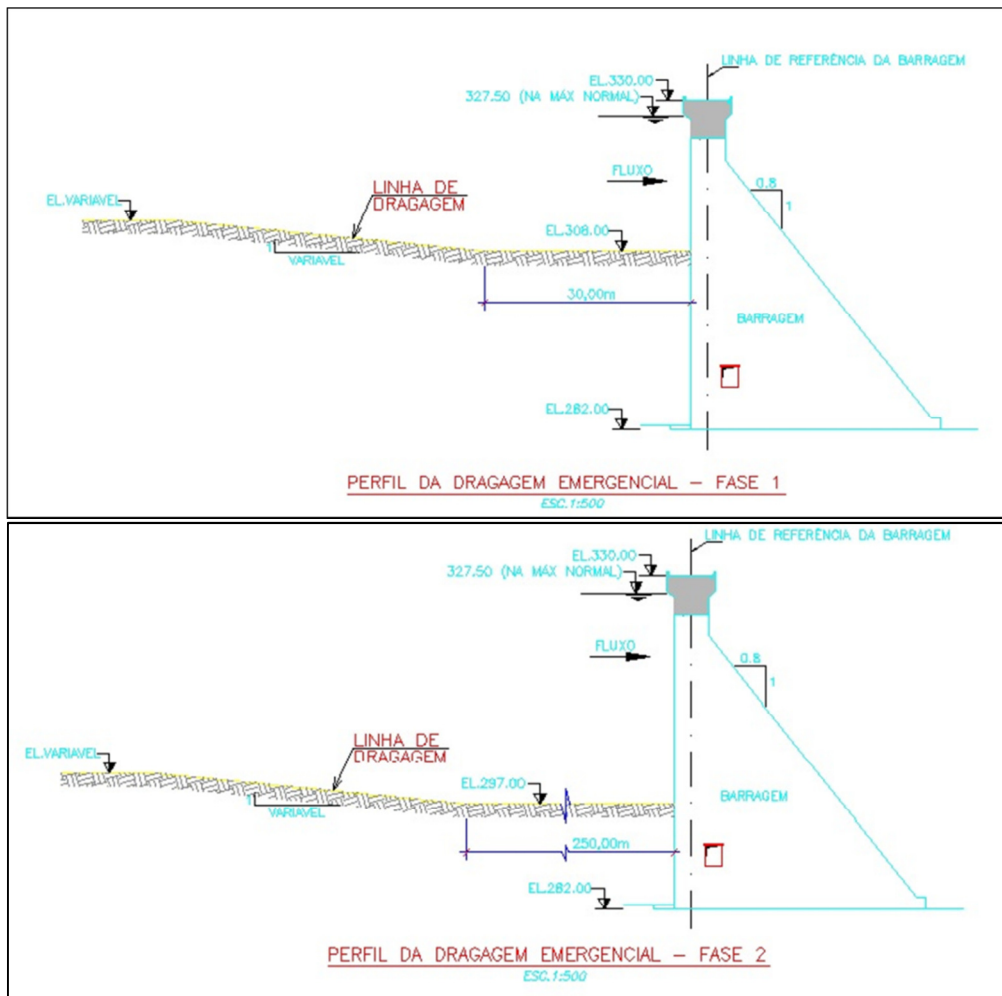 LINHA DE REFERÊNCIA DA BARRAGEM
EL.330.00
327.50 (NA MÁX NORMAL)
FLUXO
0.8
1
LINHA DE
DRAGAGEM
EL.VARIAVEL
EL.308.00
1
VARIAVEL
30,00m
BARRAGEM
EL.282.00
PERFIL DA DRAGAGEM EMERGENCIAL – FASE 1
ESC.1:500
LINHA DE REFERÊNCIA DA BARRAGEM
EL.330.00
327.50 (NA MÁX NORMAL)
FLUXO
0.8
1
LINHA DE
DRAGAGEM
EL.VARIAVEL
EL.297.00
1
VARIAVEL
BARRAGEM
250,00m
EL.282.00
PERFIL DA DRAGAGEM EMERGENCIAL – FASE 2
ESC.1:500